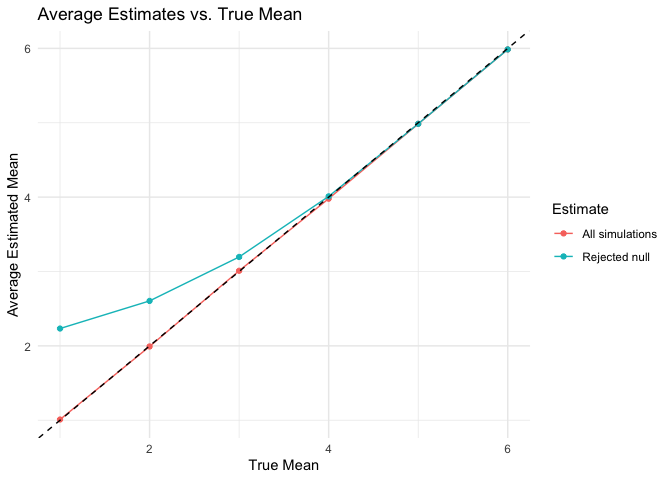 Average Estimates vs. True Mean
6
4
2
Average Estimated Mean
2
4
6
True Mean
Estimate
All simulations
Rejected null